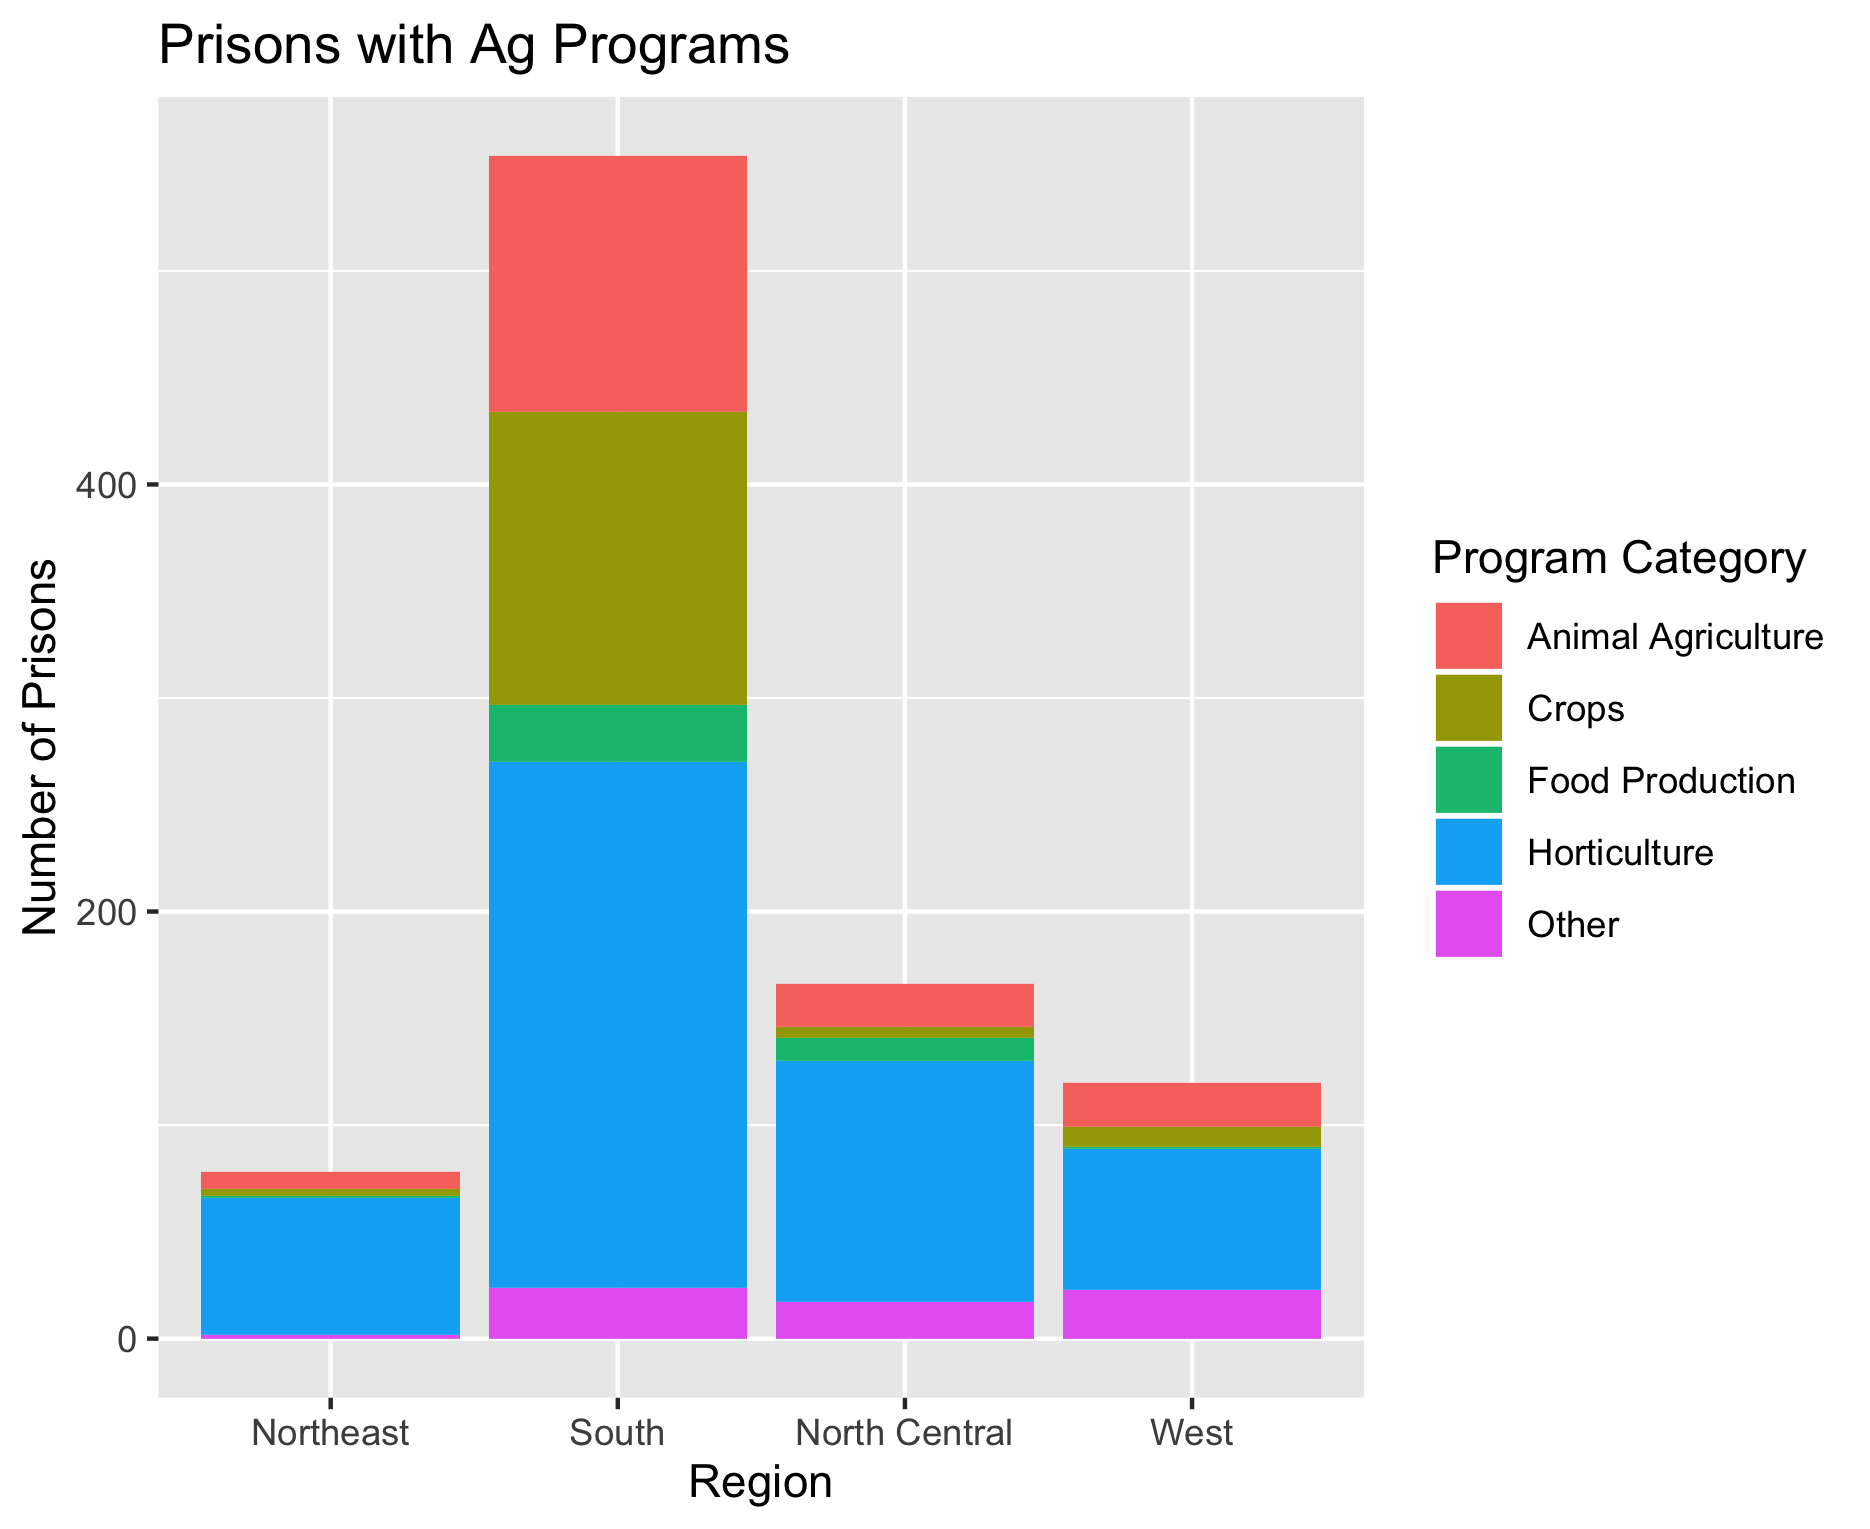 Prisons with Ag Programs
Number of Prisons
400
200
0
Northeast
South
North Central
West
Region
Program Category
Animal Agriculture
Crops
Food Production
Horticulture
Other